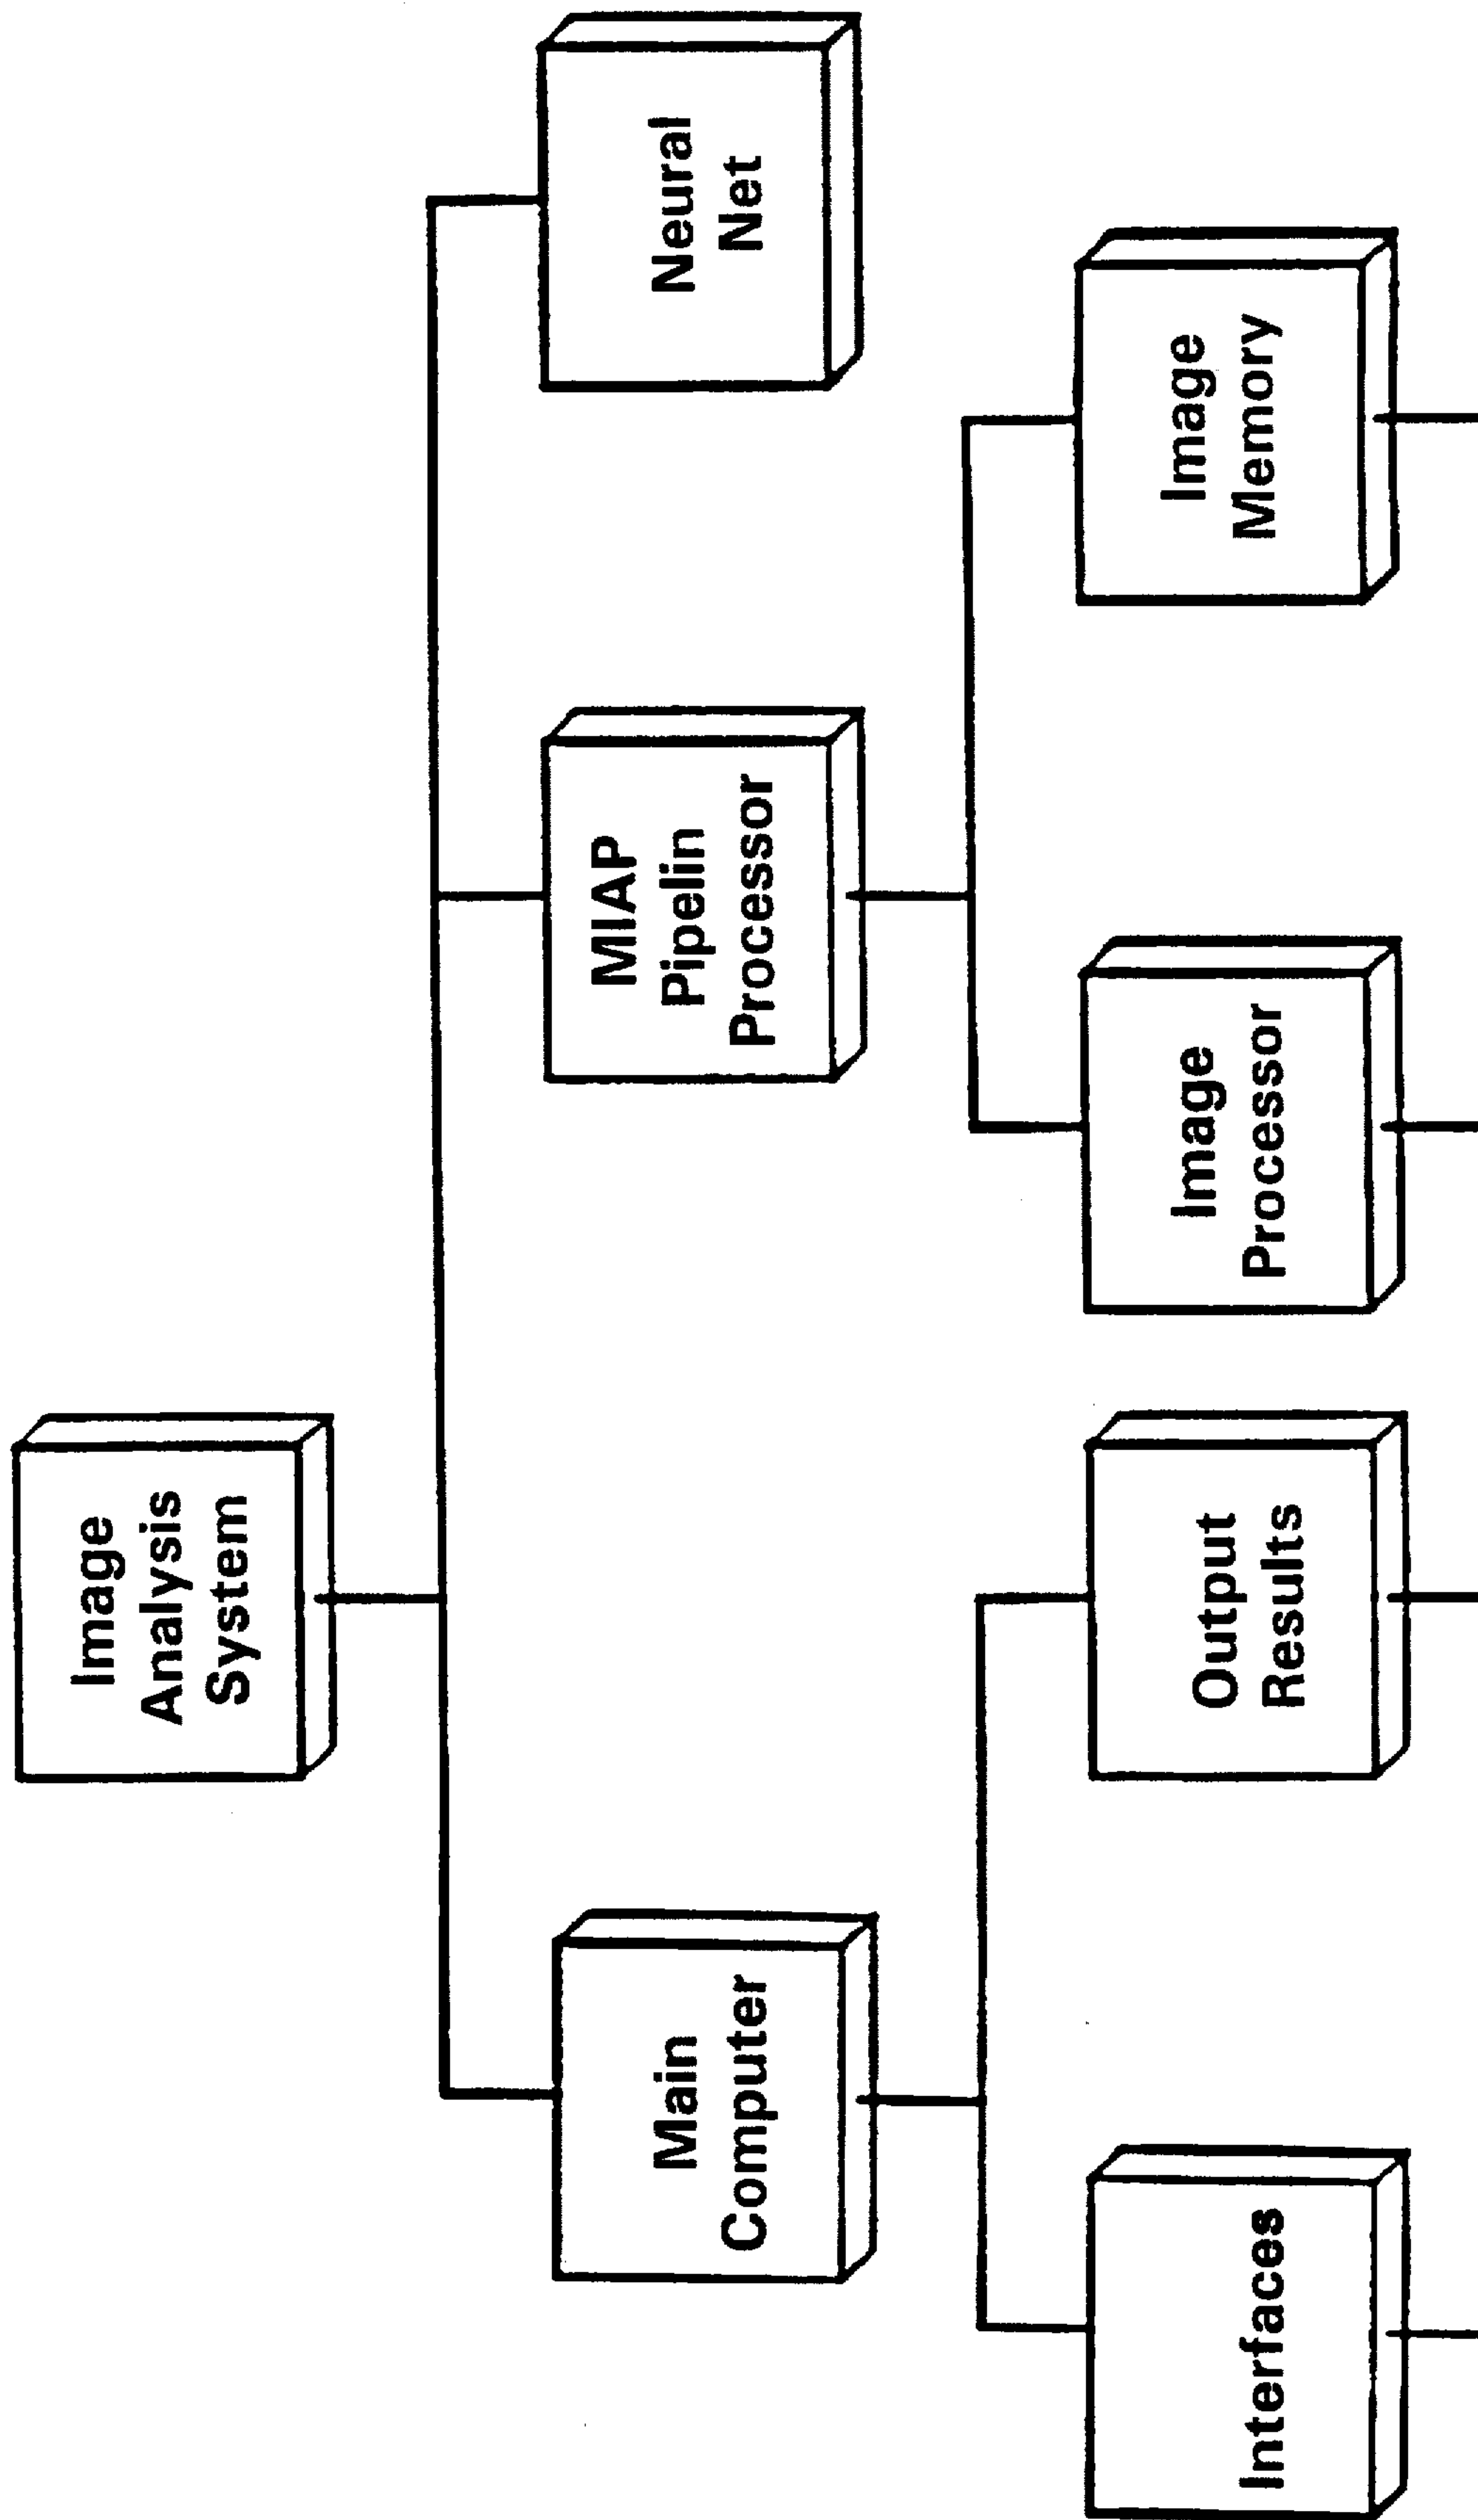 Image
Analysis
System
Main
Computer
MIAP
Pipelin
Processor
Neural
Net
Interfaces
Output
Results
Image
Processor
Image
Memory